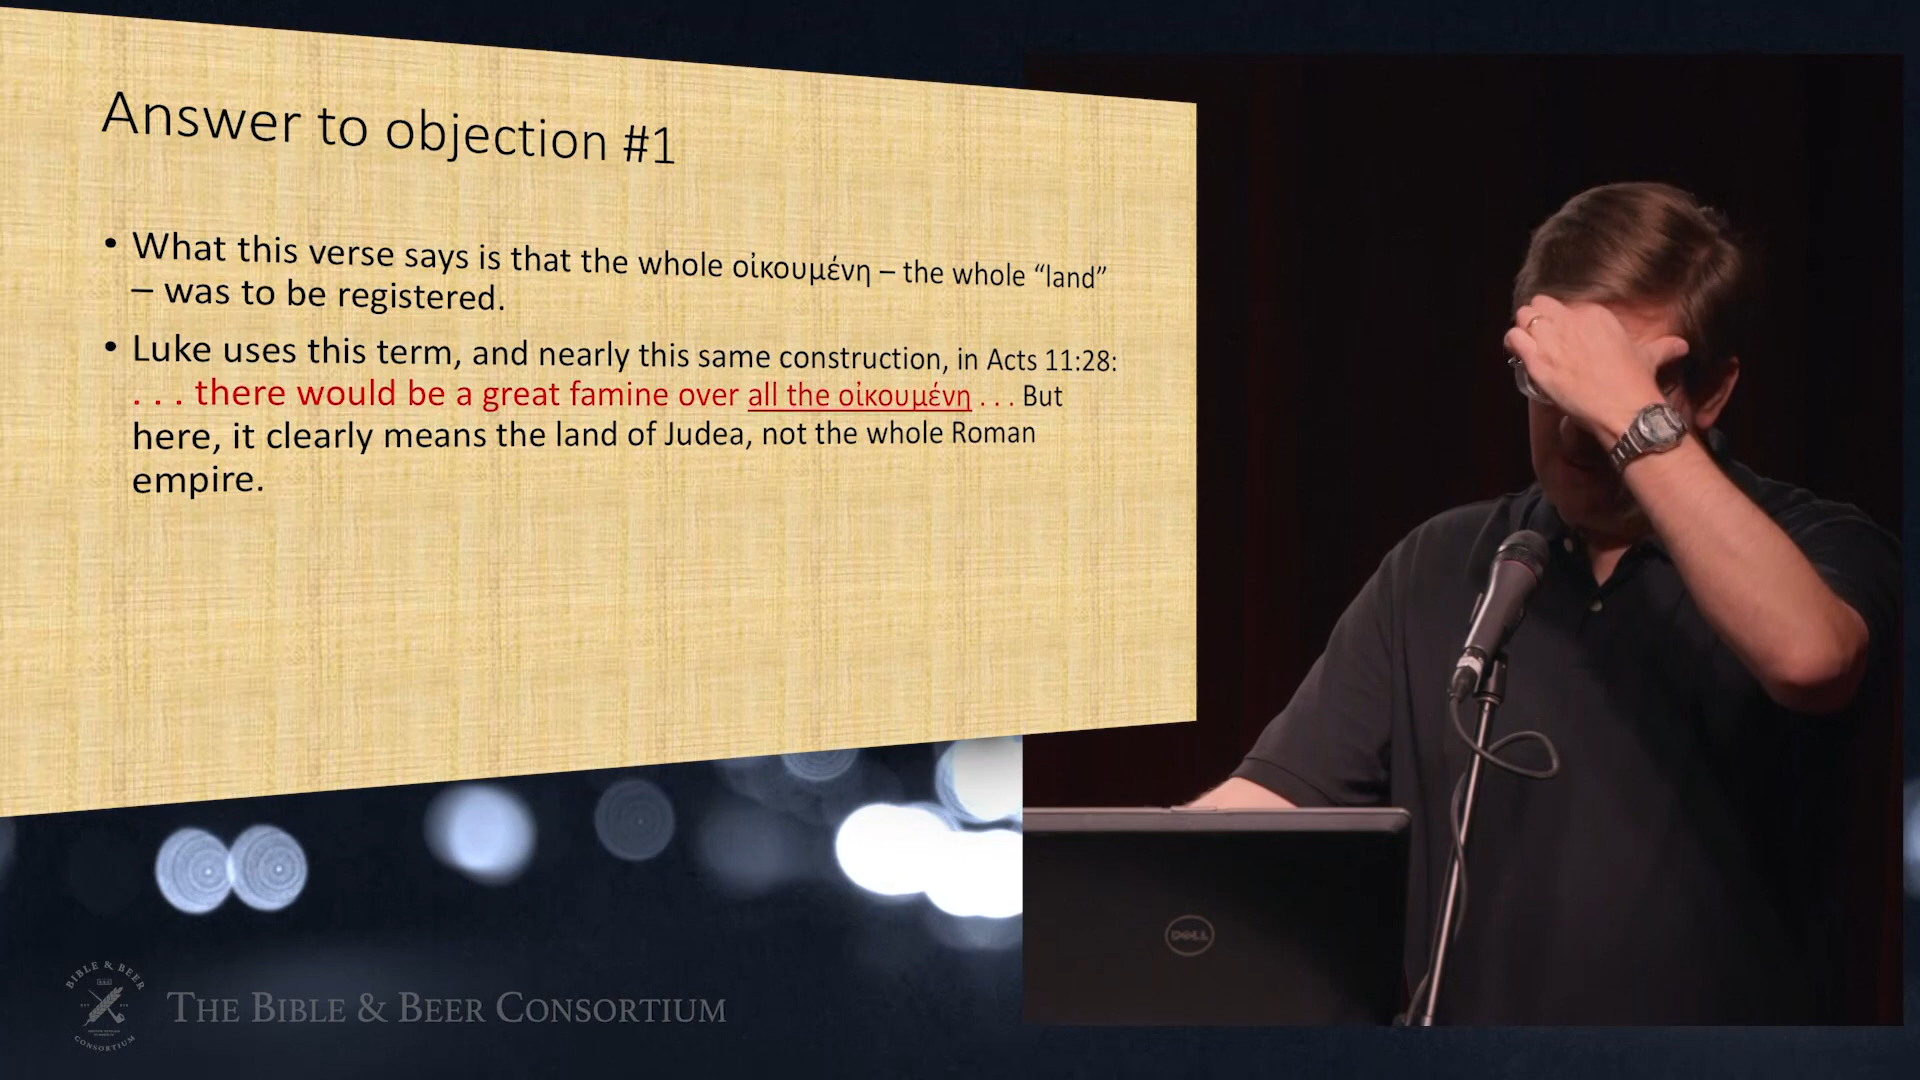 Answer to objection #1
• What this verse says is that the whole οἰκουμένη – the whole “land”
– was to be registered.
• Luke uses this term, and nearly this same construction, in Acts 11:28:
. . . there would be a great famine over all the οἰκουμένη . . . But
here, it clearly means the land of Judea, not the whole Roman
empire.
DELL
BIBLE & BEER
CONSORTIUM
THE BIBLE & BEER CONSORTIUM